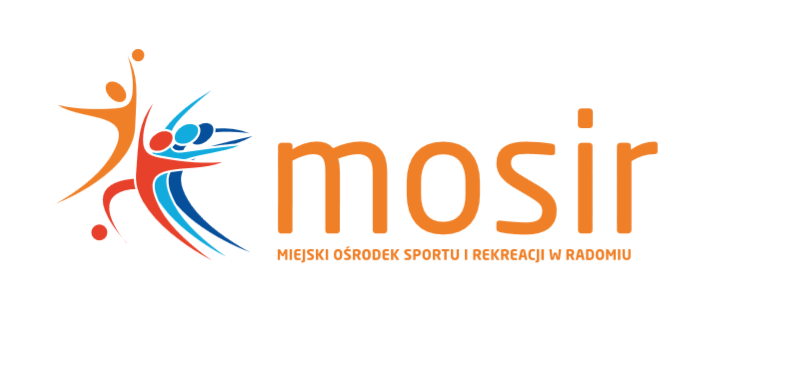 mosir
MIEJSKI OŚRODEK SPORTU I REKREACJI W RADOMIU